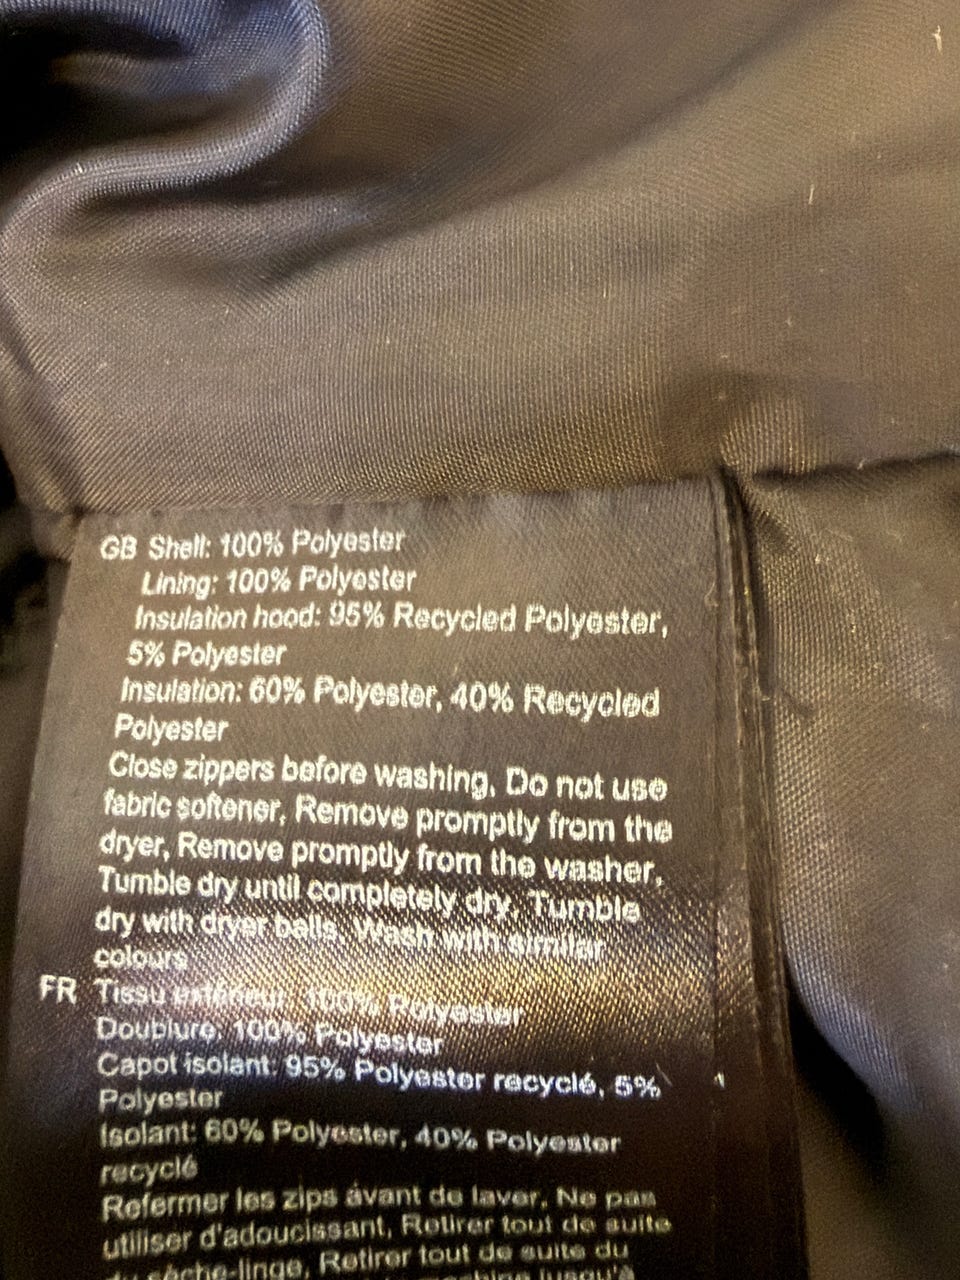 GB Shell: 100% Polyester
Lining: 100% Polyester
Insulation hood: 95% Recycled Polyester,
5% Polyester
Insulation: 60% Polyester, 40% Recycled
Polyester
Close zippers before washing, Do not use
fabric softener, Remove promptly from the
dryer, Remove promptly from the washer,
Tumble dry until completely dry, Tumble
dry with dryer balls, Wash with similar
colours
FR Tissu extérieur: 100% Polyester
Doublure: 100% Polyester
Capot isolant: 95% Polyester recyclé, 5%
Polyester
Isolant: 60% Polyester, 40% Polyester
recyclé
Refermer les zips avant de laver, Ne pas
utiliser d'adoucissant, Retirer tout de suite
du sèche-linge, Retirer tout de suite du
jusqu'à